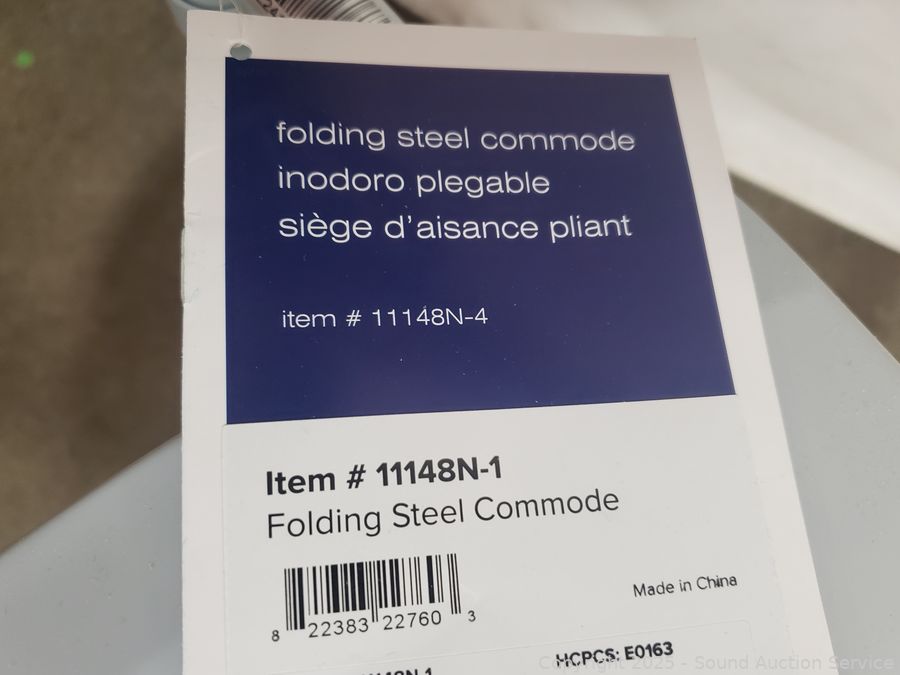 folding steel commode
inodoro plegable
siège d'aisance pliant
item # 11148N-4
Item # 11148N-1
Folding Steel Commode
Made in China
8 22383 22760 3
HCPCS: E0163
Copyright 2025 - Sound Auction Service